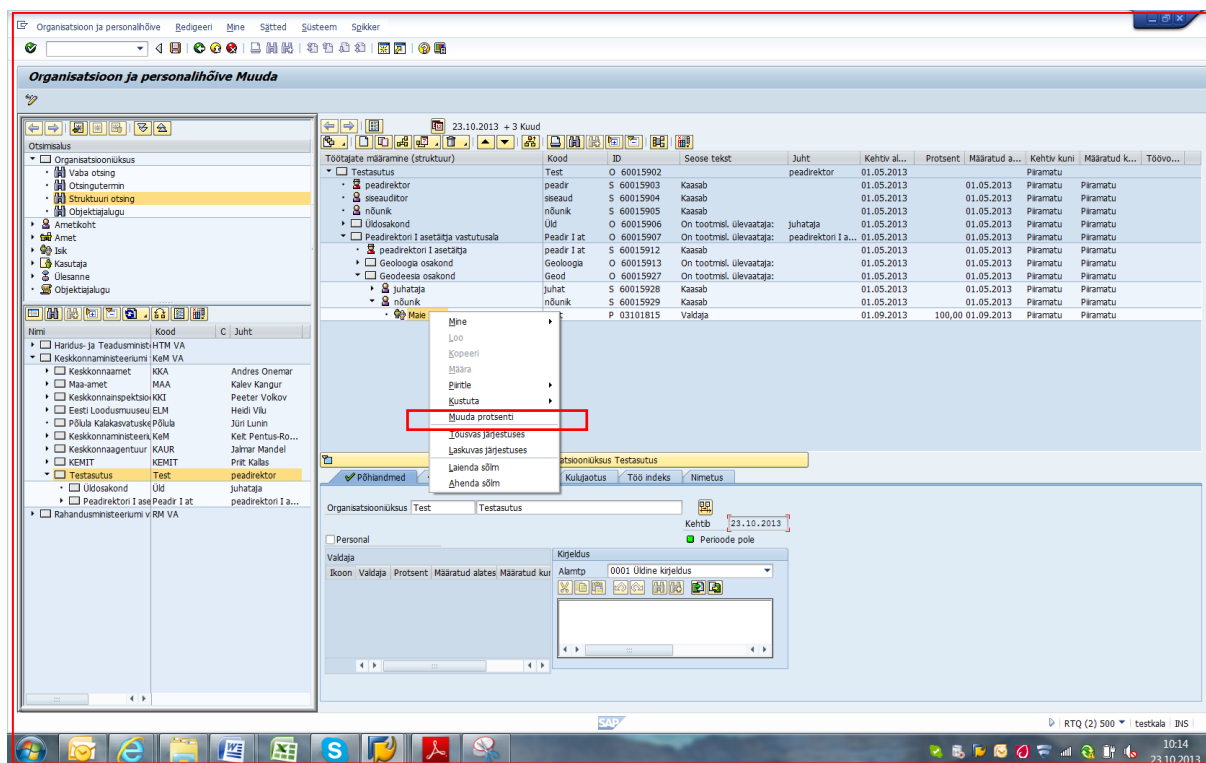 Organisatsioon ja personalihõive Redigeeri Mine Sätted Süsteem Spikker
Organisatsioon ja personalihõive Muuda
23.10.2013 + 3 Kuud
Otsimisalus
Organisatsiooniüksus
Vaba otsing
Otsingutermin
Struktuuri otsing
Objektiajalugu
Ametikoht
Amet
Isik
Kasutaja
Ülesanne
Objektiajalugu
Nimi Kood C Juht
Haridus- ja Teadusminist HTM VA
Keskkonnaministeeriumi KeM VA
Keskkonnaamet KKA Andres Onemar
Maa-amet MAA Kalev Kangur
Keskkonnainspektsio KKI Peeter Volkov
Eesti Loodusmuuseu ELM Heidi Vilu
Põlula Kalakasvatuske Põlula Jüri Lunin
Keskkonnaministeeriu KeM Keit Pentus-Ro...
Keskkonnaagentuur KAUR Jalmar Mandel
KEMIT KEMIT Priit Kallas
Testasutus Test peadirektor
Üldosakond Üld juhataja
Peadirektori I ase Peadir I at peadirektori I a...
Rahandusministeeriumi v RM VA
Töötajate määramine (struktuur) Kood ID Seose tekst Juht Kehtiv al... Protsent Määratud a... Kehtiv kuni Määratud k... Töövo...
Testasutus Test O 60015902 peadirektor 01.05.2013 Piiramatu
peadirektor peadir S 60015903 Kaasab 01.05.2013 Piiramatu Piiramatu
siseaudiitor siseaud S 60015904 Kaasab 01.05.2013 Piiramatu Piiramatu
nõunik nõunik S 60015905 Kaasab 01.05.2013 Piiramatu Piiramatu
Üldosakond Üld O 60015906 On tootmisl. ülevaataja: juhataja 01.05.2013 01.05.2013 Piiramatu Piiramatu
Peadirektori I asetäitja vastutusala Peadir I at O 60015907 On tootmisl. ülevaataja: peadirektori I a... 01.05.2013 01.05.2013 Piiramatu Piiramatu
peadirektori I asetäitja peadir I at S 60015912 Kaasab 01.05.2013 01.05.2013 Piiramatu Piiramatu
Geoloogia osakond Geoloogia O 60015913 On tootmisl. ülevaataja: 01.05.2013 01.05.2013 Piiramatu Piiramatu
Geodeesia osakond Geod O 60015927 On tootmisl. ülevaataja: 01.05.2013 01.05.2013 Piiramatu Piiramatu
juhataja juhat S 60015928 Kaasab 01.05.2013 01.05.2013 Piiramatu Piiramatu
nõunik nõunik S 60015929 Kaasab 01.05.2013 01.05.2013 Piiramatu Piiramatu
Maie P 03101815 Valdaja 01.09.2013 100,00 01.09.2013 Piiramatu Piiramatu
Mine
Loo
Kopeeri
Määra
Piiritle
Kustuta
Muuda protsenti
Tõusvas järjestuses
Laskuvas järjestuses
Laienda sõlm
Ahenda sõlm
atsiooniüksus Testasutus
Põhiandmed Kulujaotus Töö indeks Nimetus
Organisatsiooniüksus Test Testasutus
Kehtib 23.10.2013
Personal Perioode pole
Valdaja
Ikoon Valdaja Protsent Määratud alates Määratud kun
Kirjeldus
Alamtp 0001 Üldine kirjeldus
SAP
RTQ (2) 500 testkala INS
10:14
23.10.2013